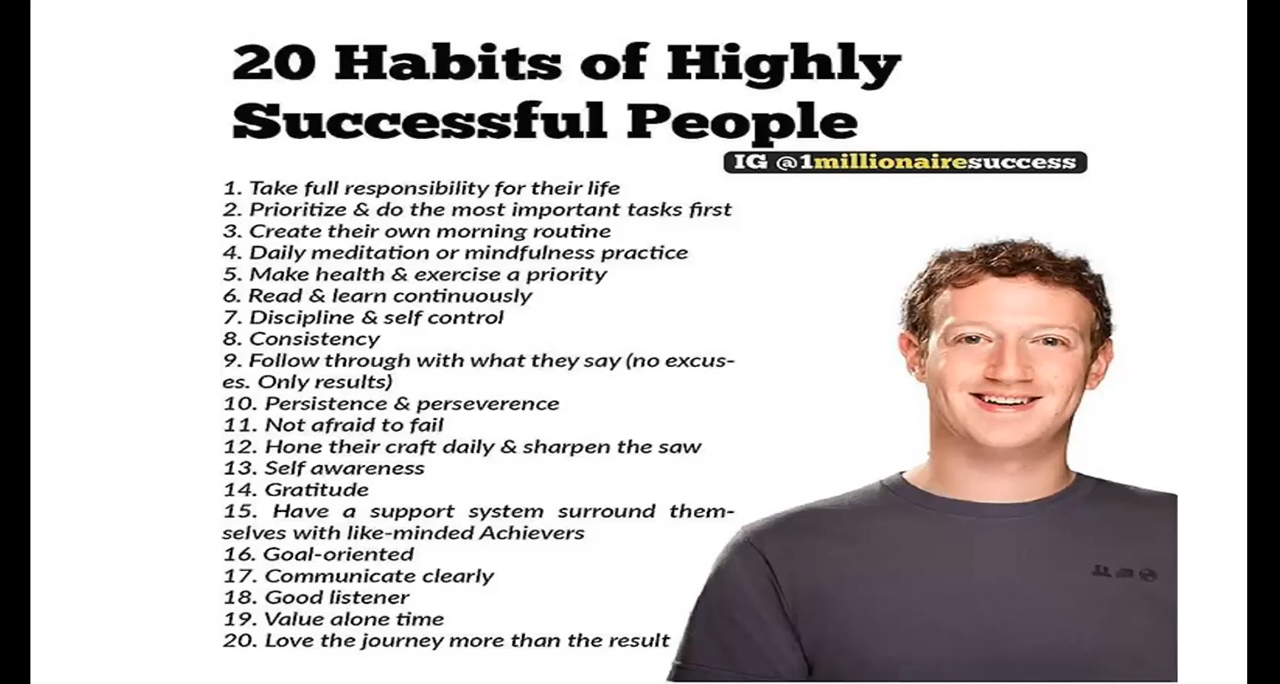 20 Habits of Highly
Successful People
IG @1millionairesuccess
1. Take full responsibility for their life
2. Prioritize & do the most important tasks first
3. Create their own morning routine
4. Daily meditation or mindfulness practice
5. Make health & exercise a priority
6. Read & learn continuously
7. Discipline & self control
8. Consistency
9. Follow through with what they say (no excus-
es. Only results)
10. Persistence & perseverence
11. Not afraid to fail
12. Hone their craft daily & sharpen the saw
13. Self awareness
14. Gratitude
15. Have a support system surround them-
selves with like-minded Achievers
16. Goal-oriented
17. Communicate clearly
18. Good listener
19. Value alone time
20. Love the journey more than the result